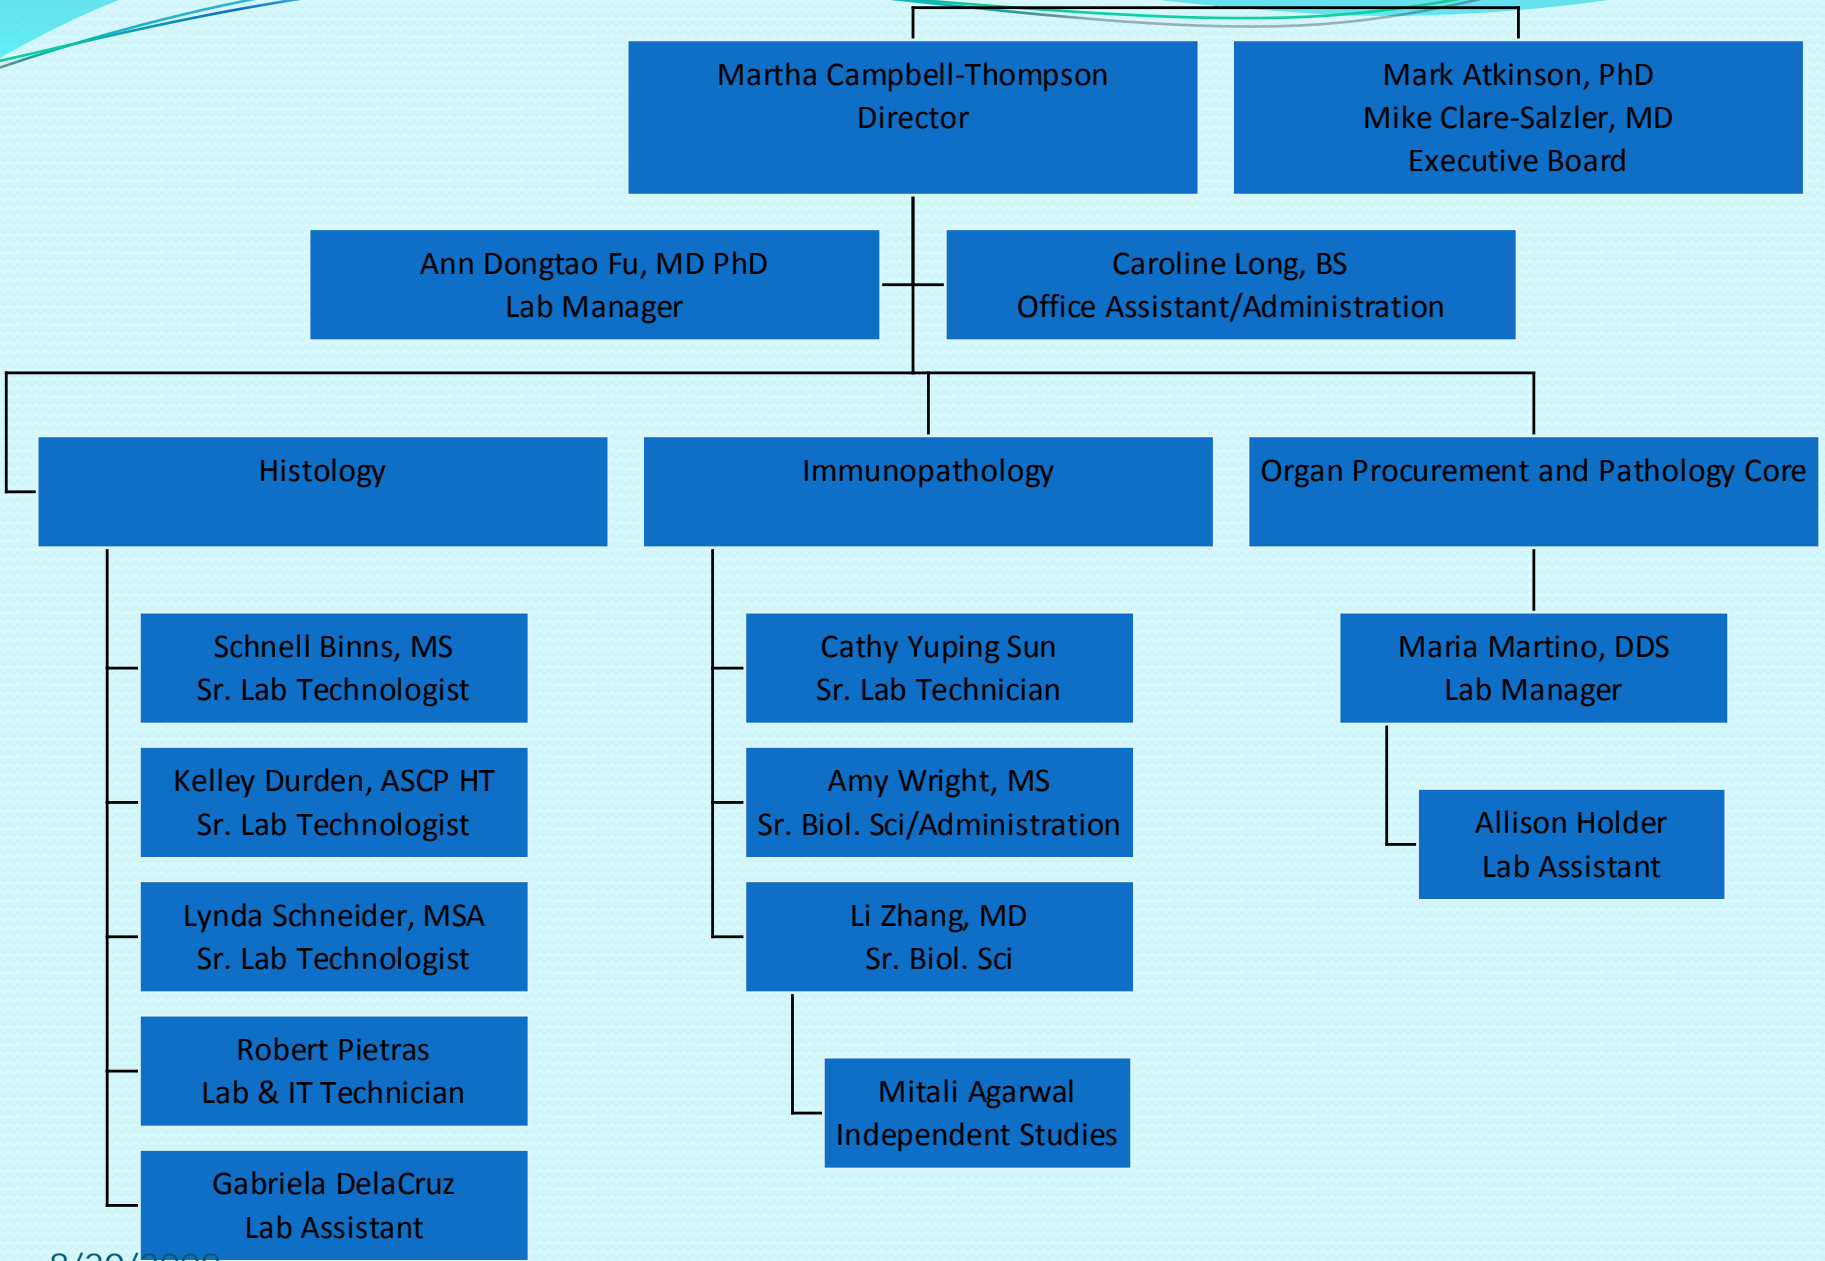 Martha Campbell-Thompson
Director
Mark Atkinson, PhD
Mike Clare-Salzler, MD
Executive Board
Ann Dongtao Fu, MD PhD
Lab Manager
Caroline Long, BS
Office Assistant/Administration
Histology
Immunopathology
Organ Procurement and Pathology Core
Schnell Binns, MS
Sr. Lab Technologist
Kelley Durden, ASCP HT
Sr. Lab Technologist
Lynda Schneider, MSA
Sr. Lab Technologist
Robert Pietras
Lab & IT Technician
Gabriela DelaCruz
Lab Assistant
Cathy Yuping Sun
Sr. Lab Technician
Amy Wright, MS
Sr. Biol. Sci/Administration
Li Zhang, MD
Sr. Biol. Sci
Mitali Agarwal
Independent Studies
Maria Martino, DDS
Lab Manager
Allison Holder
Lab Assistant